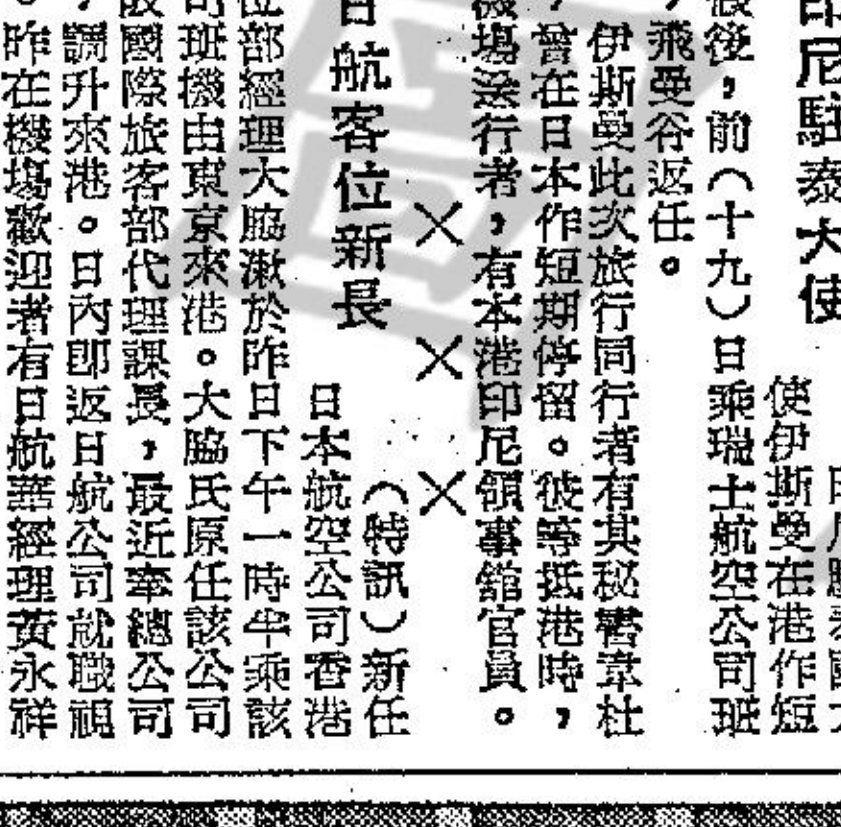 印尼駐泰大使
使伊斯曼在港作短
假後，前（十九）日乘瑞士航空公司班
，飛曼谷返任。
伊斯曼此次旅行同行者有其秘書韋杜
，曾在日本作短期停留。彼等抵港時，
機場送行者，有本港印尼領事館官員。
×　×　×
日航客位新長
（特訊）新任
日本航空公司香港
位部經理大脇漱於昨日下午一時半乘該
司班機由東京來港。大脇氏原任該公司
阪國際旅客部代理課長，最近奉總公司
，調升來港。日內卽返日航公司就職視
。昨在機場歡迎者有日航華經理黃永祥